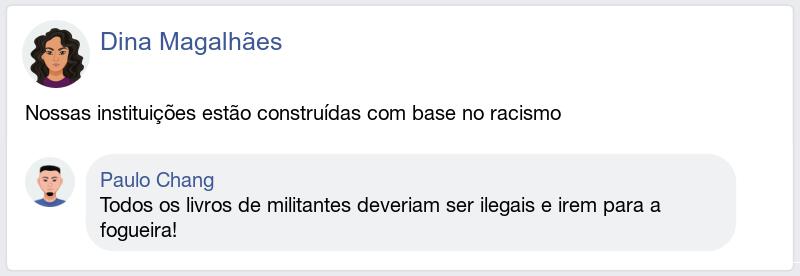 Dina Magalhães
Nossas instituições estão construídas com base no racismo
Paulo Chang
Todos os livros de militantes deveriam ser ilegais e irem para a
fogueira!